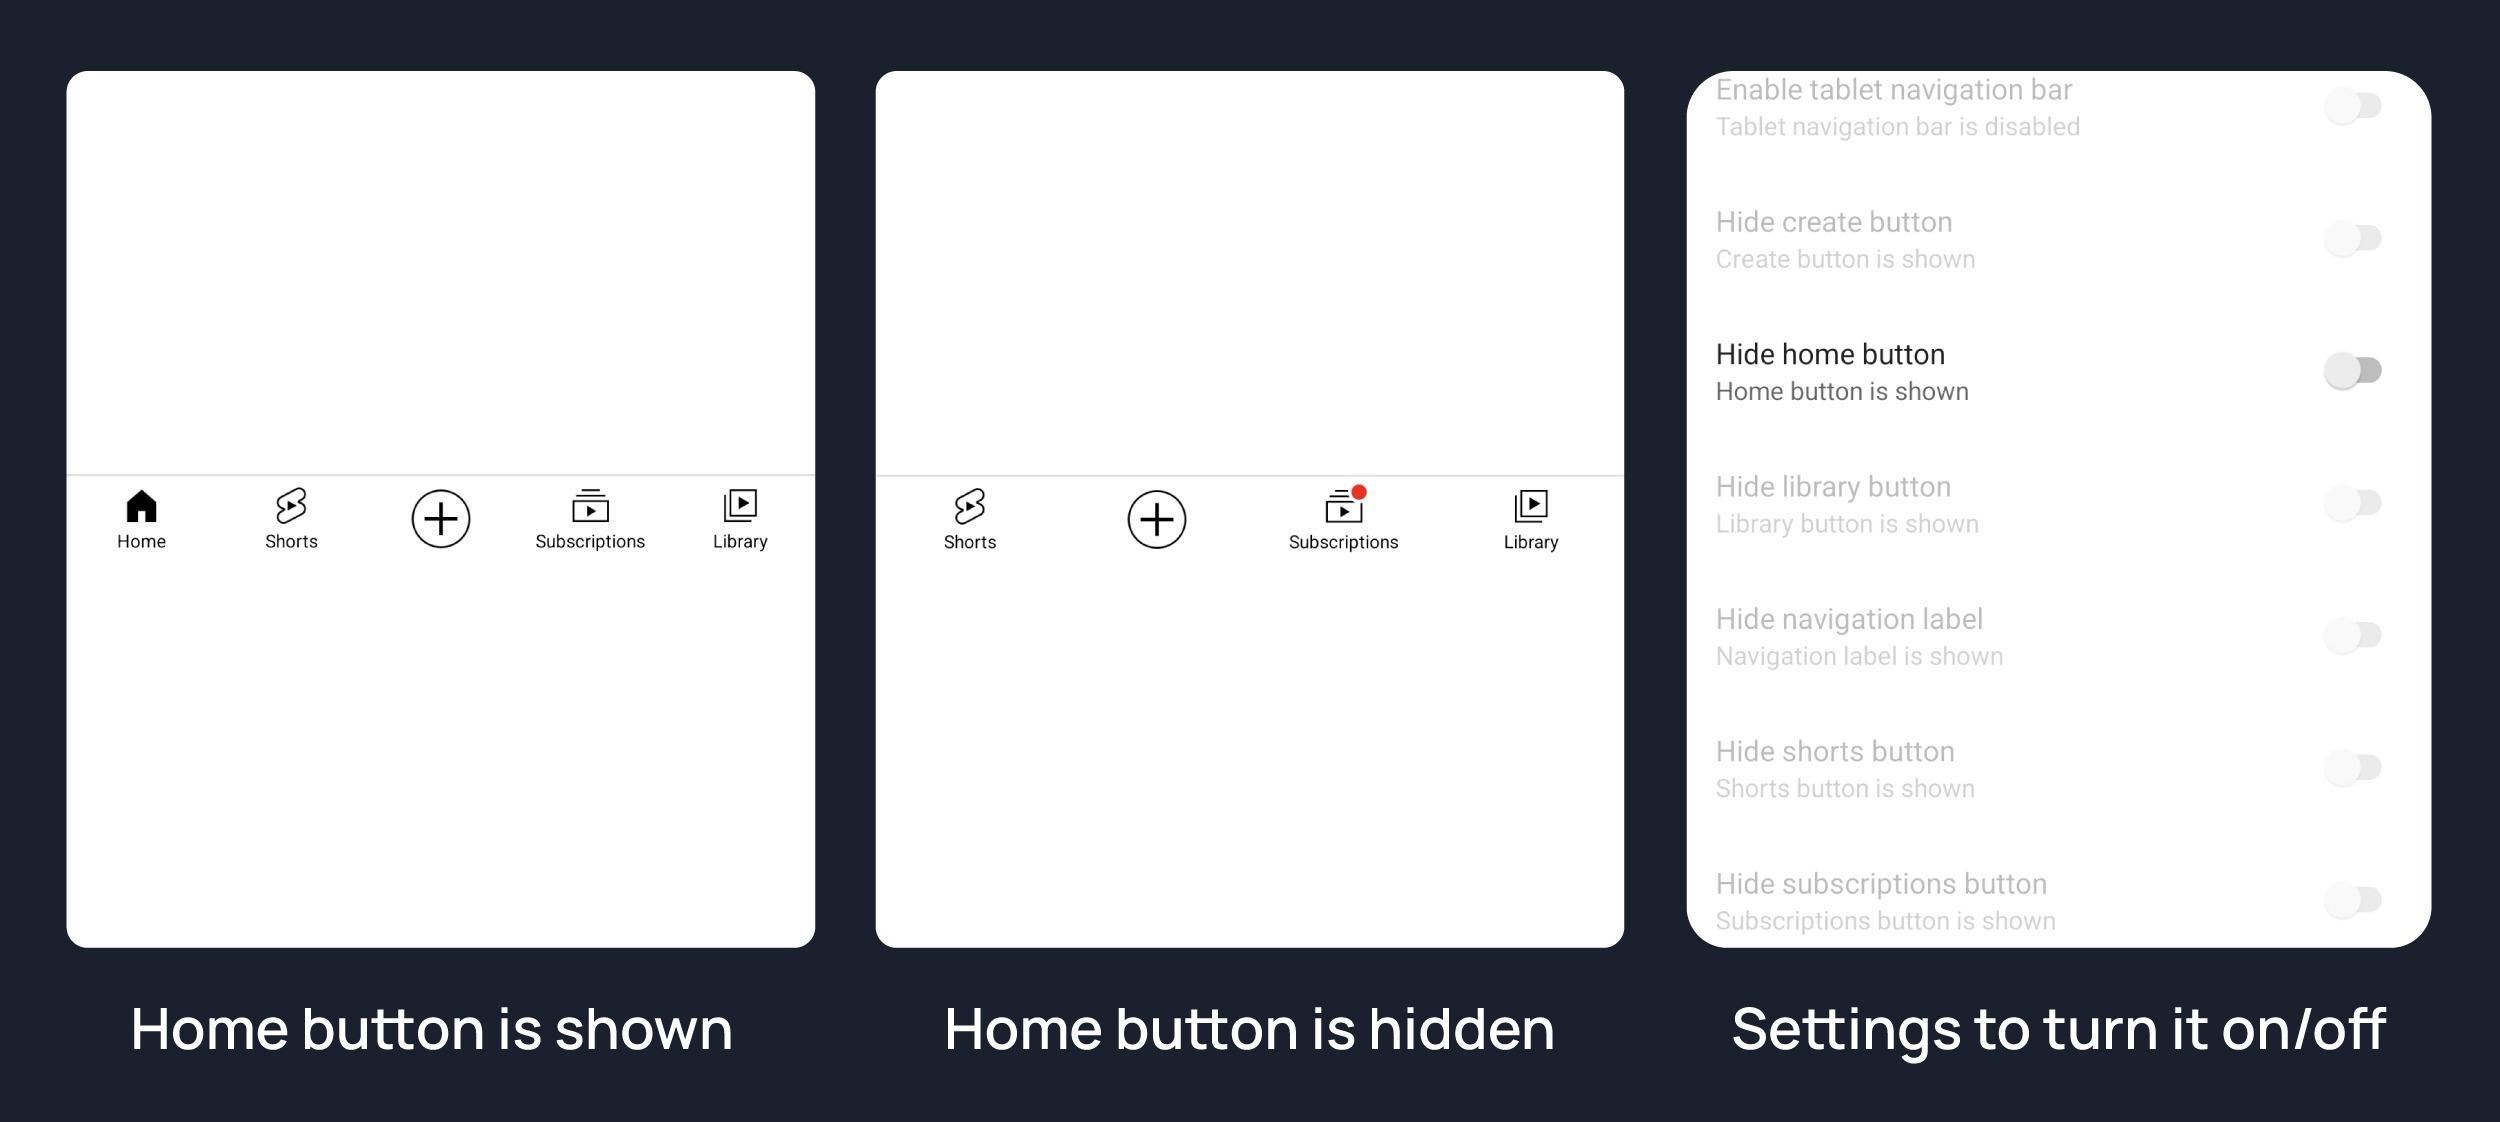 Home
Shorts
Subscriptions
Library
Home button is shown
Shorts
Subscriptions
Library
Home button is hidden
Enable tablet navigation bar
Tablet navigation bar is disabled
Hide create button
Create button is shown
Hide home button
Home button is shown
Hide library button
Library button is shown
Hide navigation label
Navigation label is shown
Hide shorts button
Shorts button is shown
Hide subscriptions button
Subscriptions button is shown
Settings to turn it on/off